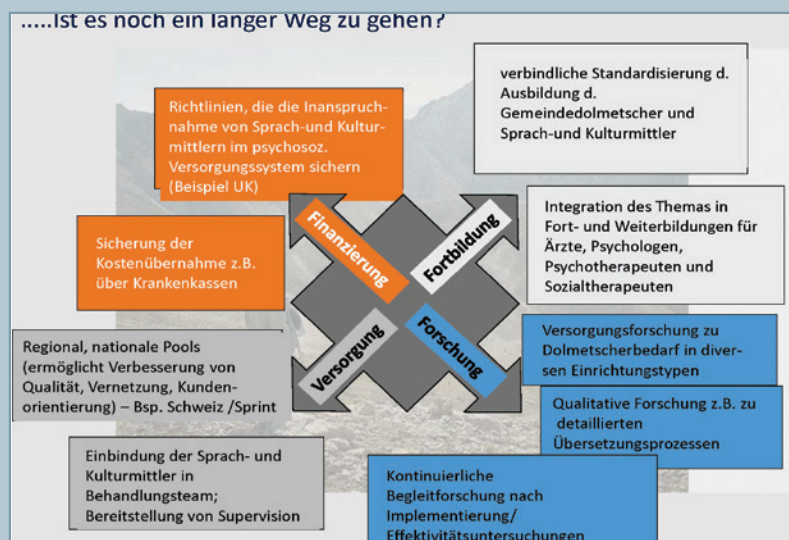 .....Ist es noch ein langer Weg zu gehen?
Richtlinien, die die Inanspruch-
nahme von Sprach-und Kultur-
mittlern im psychosoz.
Versorgungssystem sichern
(Beispiel UK)
verbindliche Standardisierung d.
Ausbildung d.
Gemeindedolmetscher und
Sprach-und Kulturmittler
Sicherung der
Kostenübernahme z.B.
über Krankenkassen
Finanzierung
Fortbildung
Integration des Themas in
Fort- und Weiterbildungen für
Ärzte, Psychologen,
Psychotherapeuten und
Sozialtherapeuten
Regional, nationale Pools
(ermöglicht Verbesserung von
Qualität, Vernetzung, Kunden-
orientierung) – Bsp. Schweiz /Sprint
Versorgung
Forschung
Versorgungsforschung zu
Dolmetscherbedarf in diver-
sen Einrichtungstypen
Qualitative Forschung z.B. zu
detaillierten
Übersetzungsprozessen
Einbindung der Sprach- und
Kulturmittler in
Behandlungsteam;
Bereitstellung von Supervision
Kontinuierliche
Begleitforschung nach
Implementierung/
Effektivitätsuntersuchungen